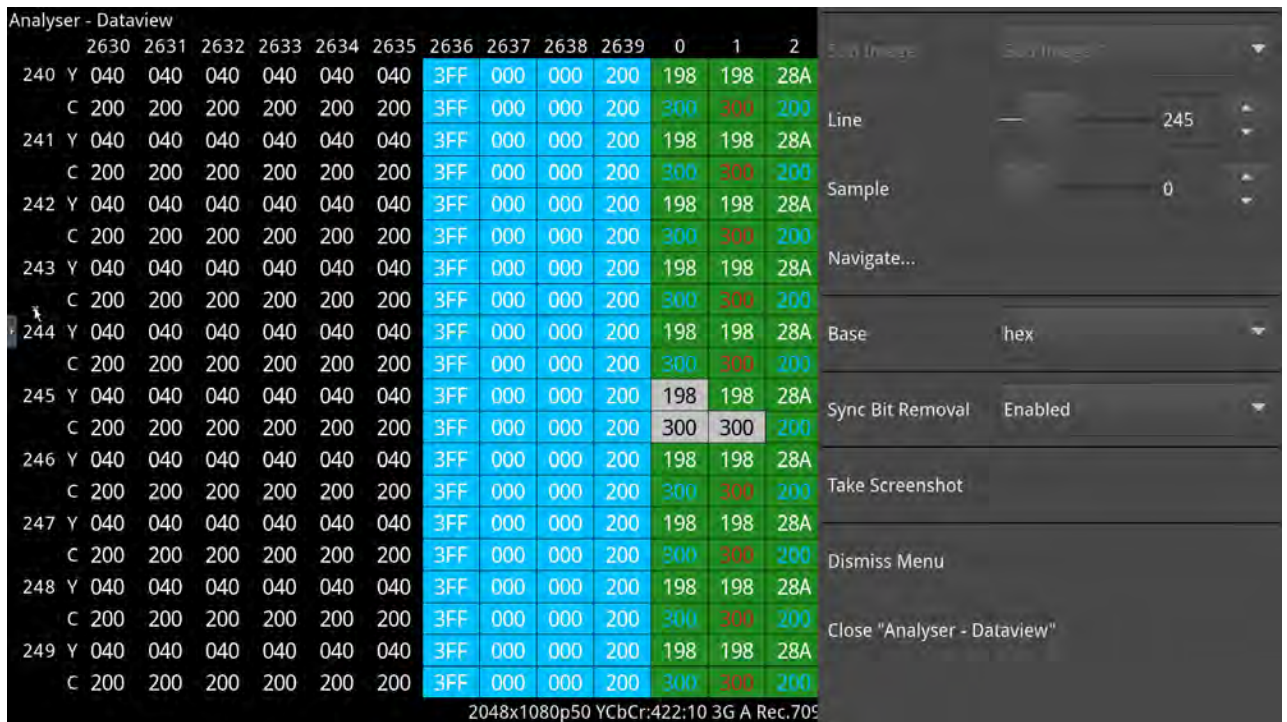 Analyser - Dataview
2630 2631 2632 2633 2634 2635 2636 2637 2638 2639 0 1 2
240 Y 040 040 040 040 040 040 3FF 000 000 200 198 198 28A
C 200 200 200 200 200 200 3FF 000 000 200 300 300 200
241 Y 040 040 040 040 040 040 3FF 000 000 200 198 198 28A
C 200 200 200 200 200 200 3FF 000 000 200 300 300 200
242 Y 040 040 040 040 040 040 3FF 000 000 200 198 198 28A
C 200 200 200 200 200 200 3FF 000 000 200 300 300 200
243 Y 040 040 040 040 040 040 3FF 000 000 200 198 198 28A
C 200 200 200 200 200 200 3FF 000 000 200 300 300 200
244 Y 040 040 040 040 040 040 3FF 000 000 200 198 198 28A
C 200 200 200 200 200 200 3FF 000 000 200 300 300 200
245 Y 040 040 040 040 040 040 3FF 000 000 200 198 198 28A
C 200 200 200 200 200 200 3FF 000 000 200 300 300 200
246 Y 040 040 040 040 040 040 3FF 000 000 200 198 198 28A
C 200 200 200 200 200 200 3FF 000 000 200 300 300 200
247 Y 040 040 040 040 040 040 3FF 000 000 200 198 198 28A
C 200 200 200 200 200 200 3FF 000 000 200 300 300 200
248 Y 040 040 040 040 040 040 3FF 000 000 200 198 198 28A
C 200 200 200 200 200 200 3FF 000 000 200 300 300 200
249 Y 040 040 040 040 040 040 3FF 000 000 200 198 198 28A
C 200 200 200 200 200 200 3FF 000 000 200 300 300 200
2048x1080p50 YCbCr:422:10 3G A Rec.709
Line 245
Sample 0
Navigate...
Base hex
Sync Bit Removal Enabled
Take Screenshot
Dismiss Menu
Close "Analyser - Dataview"